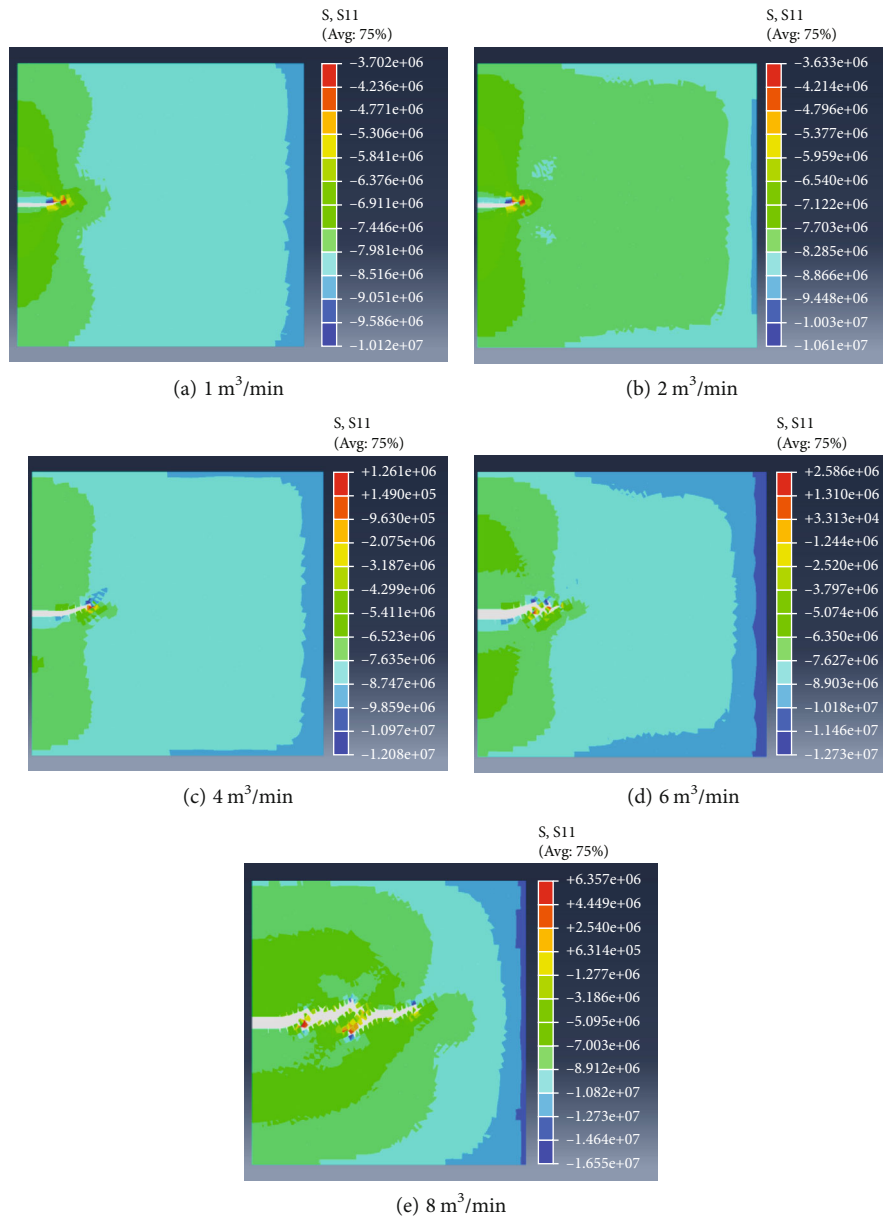 S, S11
(Avg: 75%)
–3.702e+06
–4.236e+06
–4.771e+06
–5.306e+06
–5.841e+06
–6.376e+06
–6.911e+06
–7.446e+06
–7.981e+06
–8.516e+06
–9.051e+06
–9.586e+06
–1.012e+07
(a) 1 m³/min
S, S11
(Avg: 75%)
–3.633e+06
–4.214e+06
–4.796e+06
–5.377e+06
–5.959e+06
–6.540e+06
–7.122e+06
–7.703e+06
–8.285e+06
–8.866e+06
–9.448e+06
–1.003e+07
–1.061e+07
(b) 2 m³/min
S, S11
(Avg: 75%)
+1.261e+06
+1.490e+05
–9.630e+05
–2.075e+06
–3.187e+06
–4.299e+06
–5.411e+06
–6.523e+06
–7.635e+06
–8.747e+06
–9.859e+06
–1.097e+07
–1.208e+07
(c) 4 m³/min
S, S11
(Avg: 75%)
+2.586e+06
+1.310e+06
+3.313e+04
–1.244e+06
–2.520e+06
–3.797e+06
–5.074e+06
–6.350e+06
–7.627e+06
–8.903e+06
–1.018e+07
–1.146e+07
–1.273e+07
(d) 6 m³/min
S, S11
(Avg: 75%)
+6.357e+06
+4.449e+06
+2.540e+06
+6.314e+05
–1.277e+06
–3.186e+06
–5.095e+06
–7.003e+06
–8.912e+06
–1.082e+07
–1.273e+07
–1.464e+07
–1.655e+07
(e) 8 m³/min